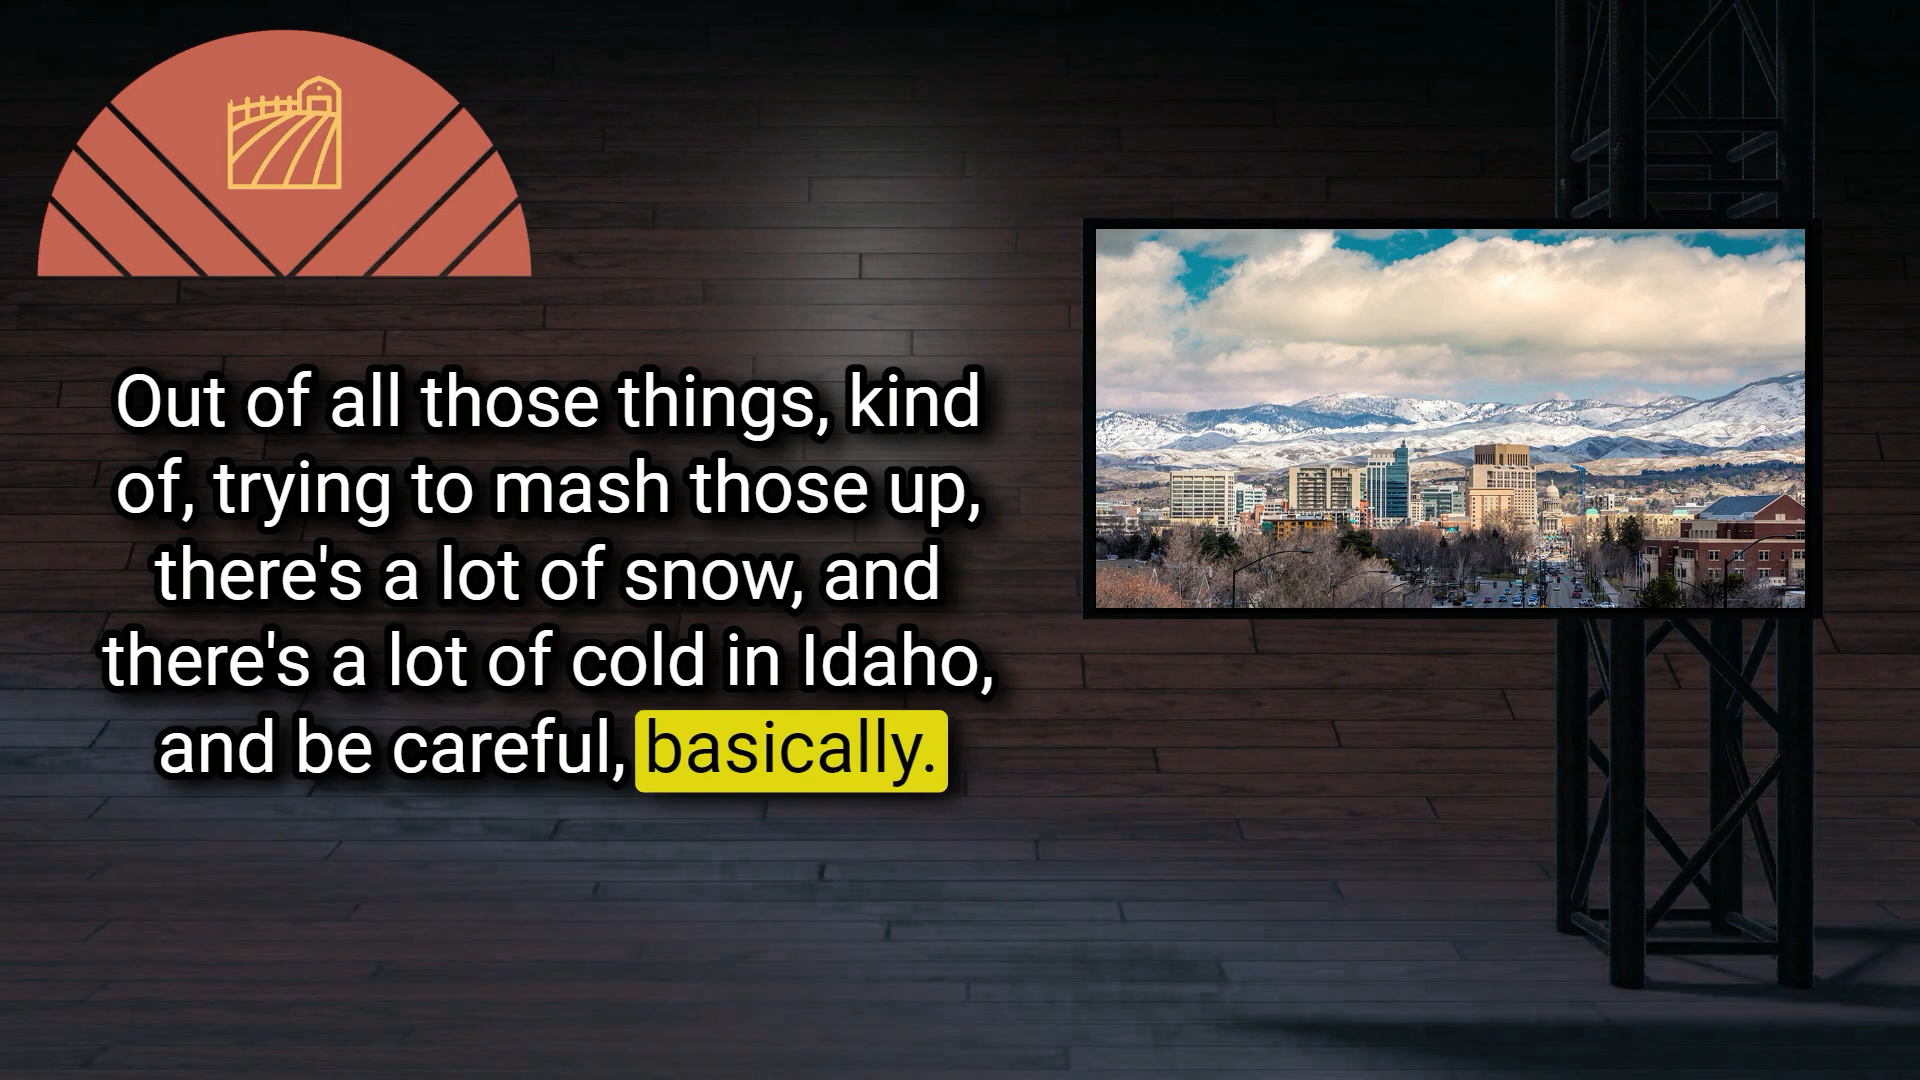 Out of all those things, kind
of, trying to mash those up,
there's a lot of snow, and
there's a lot of cold in Idaho,
and be careful, basically.